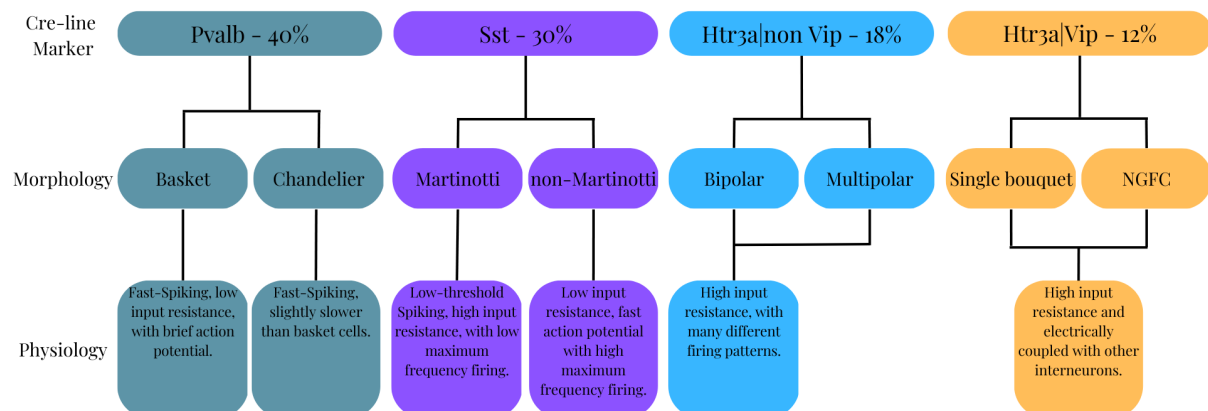 Cre-line
Marker
Pvalb - 40%
Sst - 30%
Htr3a|non Vip - 18%
Htr3a|Vip - 12%
Morphology
Basket
Chandelier
Martinotti
non-Martinotti
Bipolar
Multipolar
Single bouquet
NGFC
Physiology
Fast-Spiking, low
input resistance,
with brief action
potential.
Fast-Spiking,
slightly slower
than basket cells.
Low-threshold
Spiking, high input
resistance, with low
maximum
frequency firing.
Low input
resistance, fast
action potential
with high
maximum
frequency firing.
High input
resistance, with
many different
firing patterns.
High input
resistance and
electrically
coupled with other
interneurons.